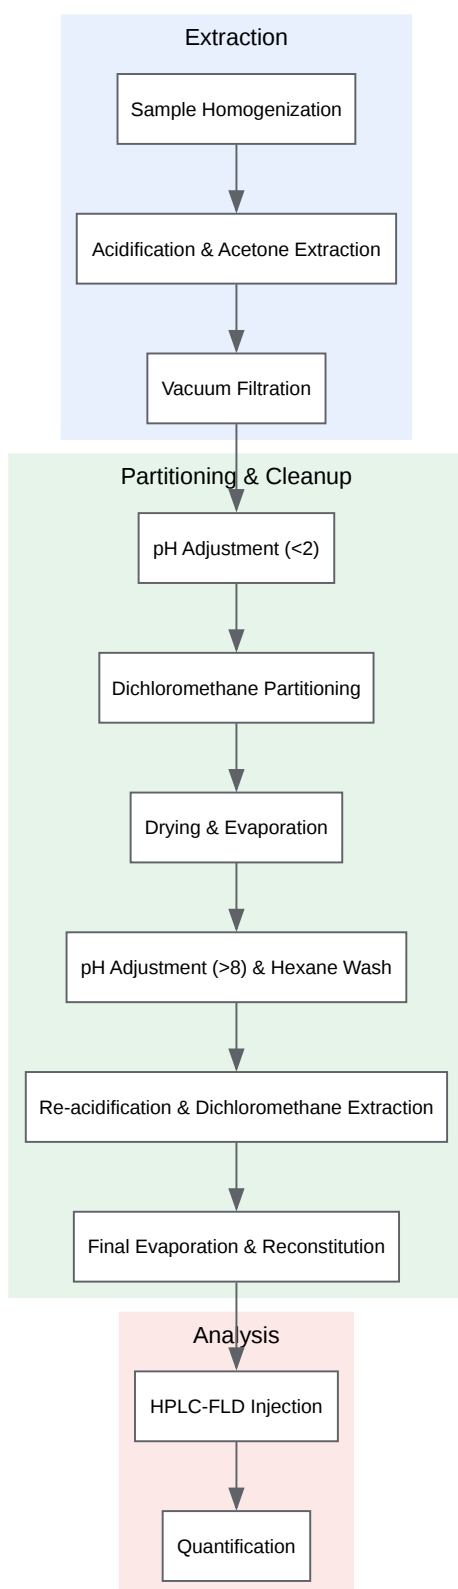 Extraction
Sample Homogenization
Acidification & Acetone Extraction
Vacuum Filtration
Partitioning & Cleanup
pH Adjustment (<2)
Dichloromethane Partitioning
Drying & Evaporation
pH Adjustment (>8) & Hexane Wash
Re-acidification & Dichloromethane Extraction
Final Evaporation & Reconstitution
Analysis
HPLC-FLD Injection
Quantification